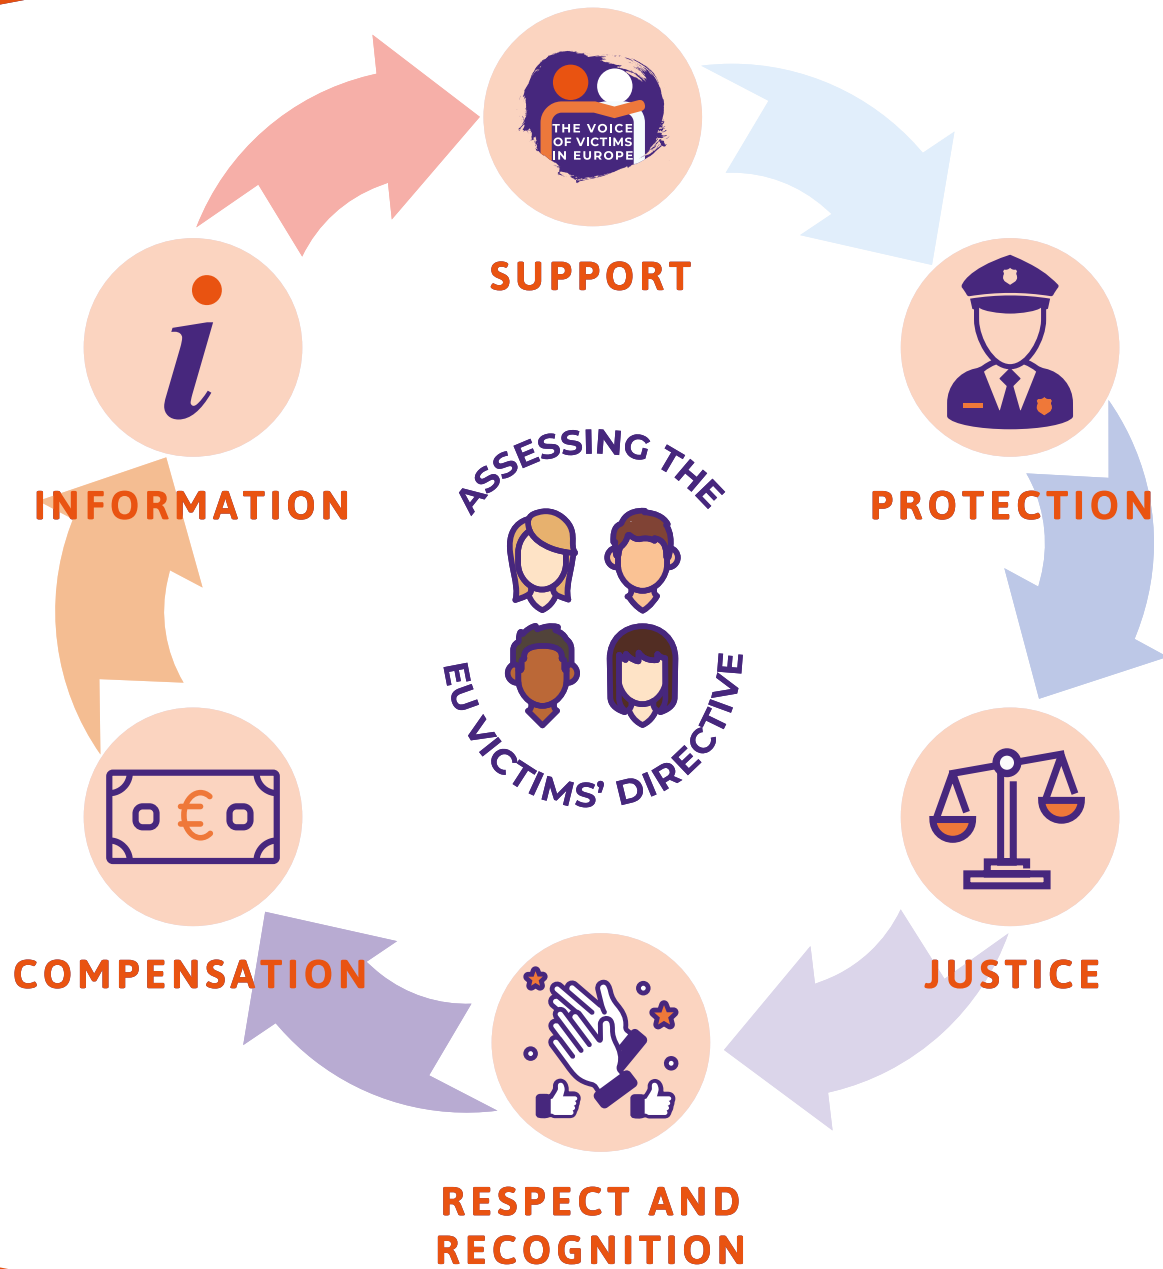 THE VOICE
OF VICTIMS
IN EUROPE
SUPPORT
INFORMATION
PROTECTION
ASSESSING THE
EU VICTIMS’ DIRECTIVE
€
COMPENSATION
JUSTICE
RESPECT AND
RECOGNITION